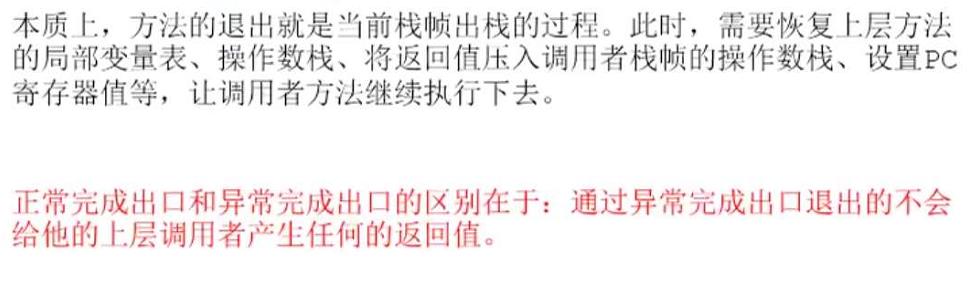 本质上，方法的退出就是当前栈帧出栈的过程。此时，需要恢复上层方法
的局部变量表、操作数栈、将返回值压入调用者栈帧的操作数栈、设置PC
寄存器值等，让调用者方法继续执行下去。
正常完成出口和异常完成出口的区别在于：通过异常完成出口退出的不会
给他的上层调用者产生任何的返回值。